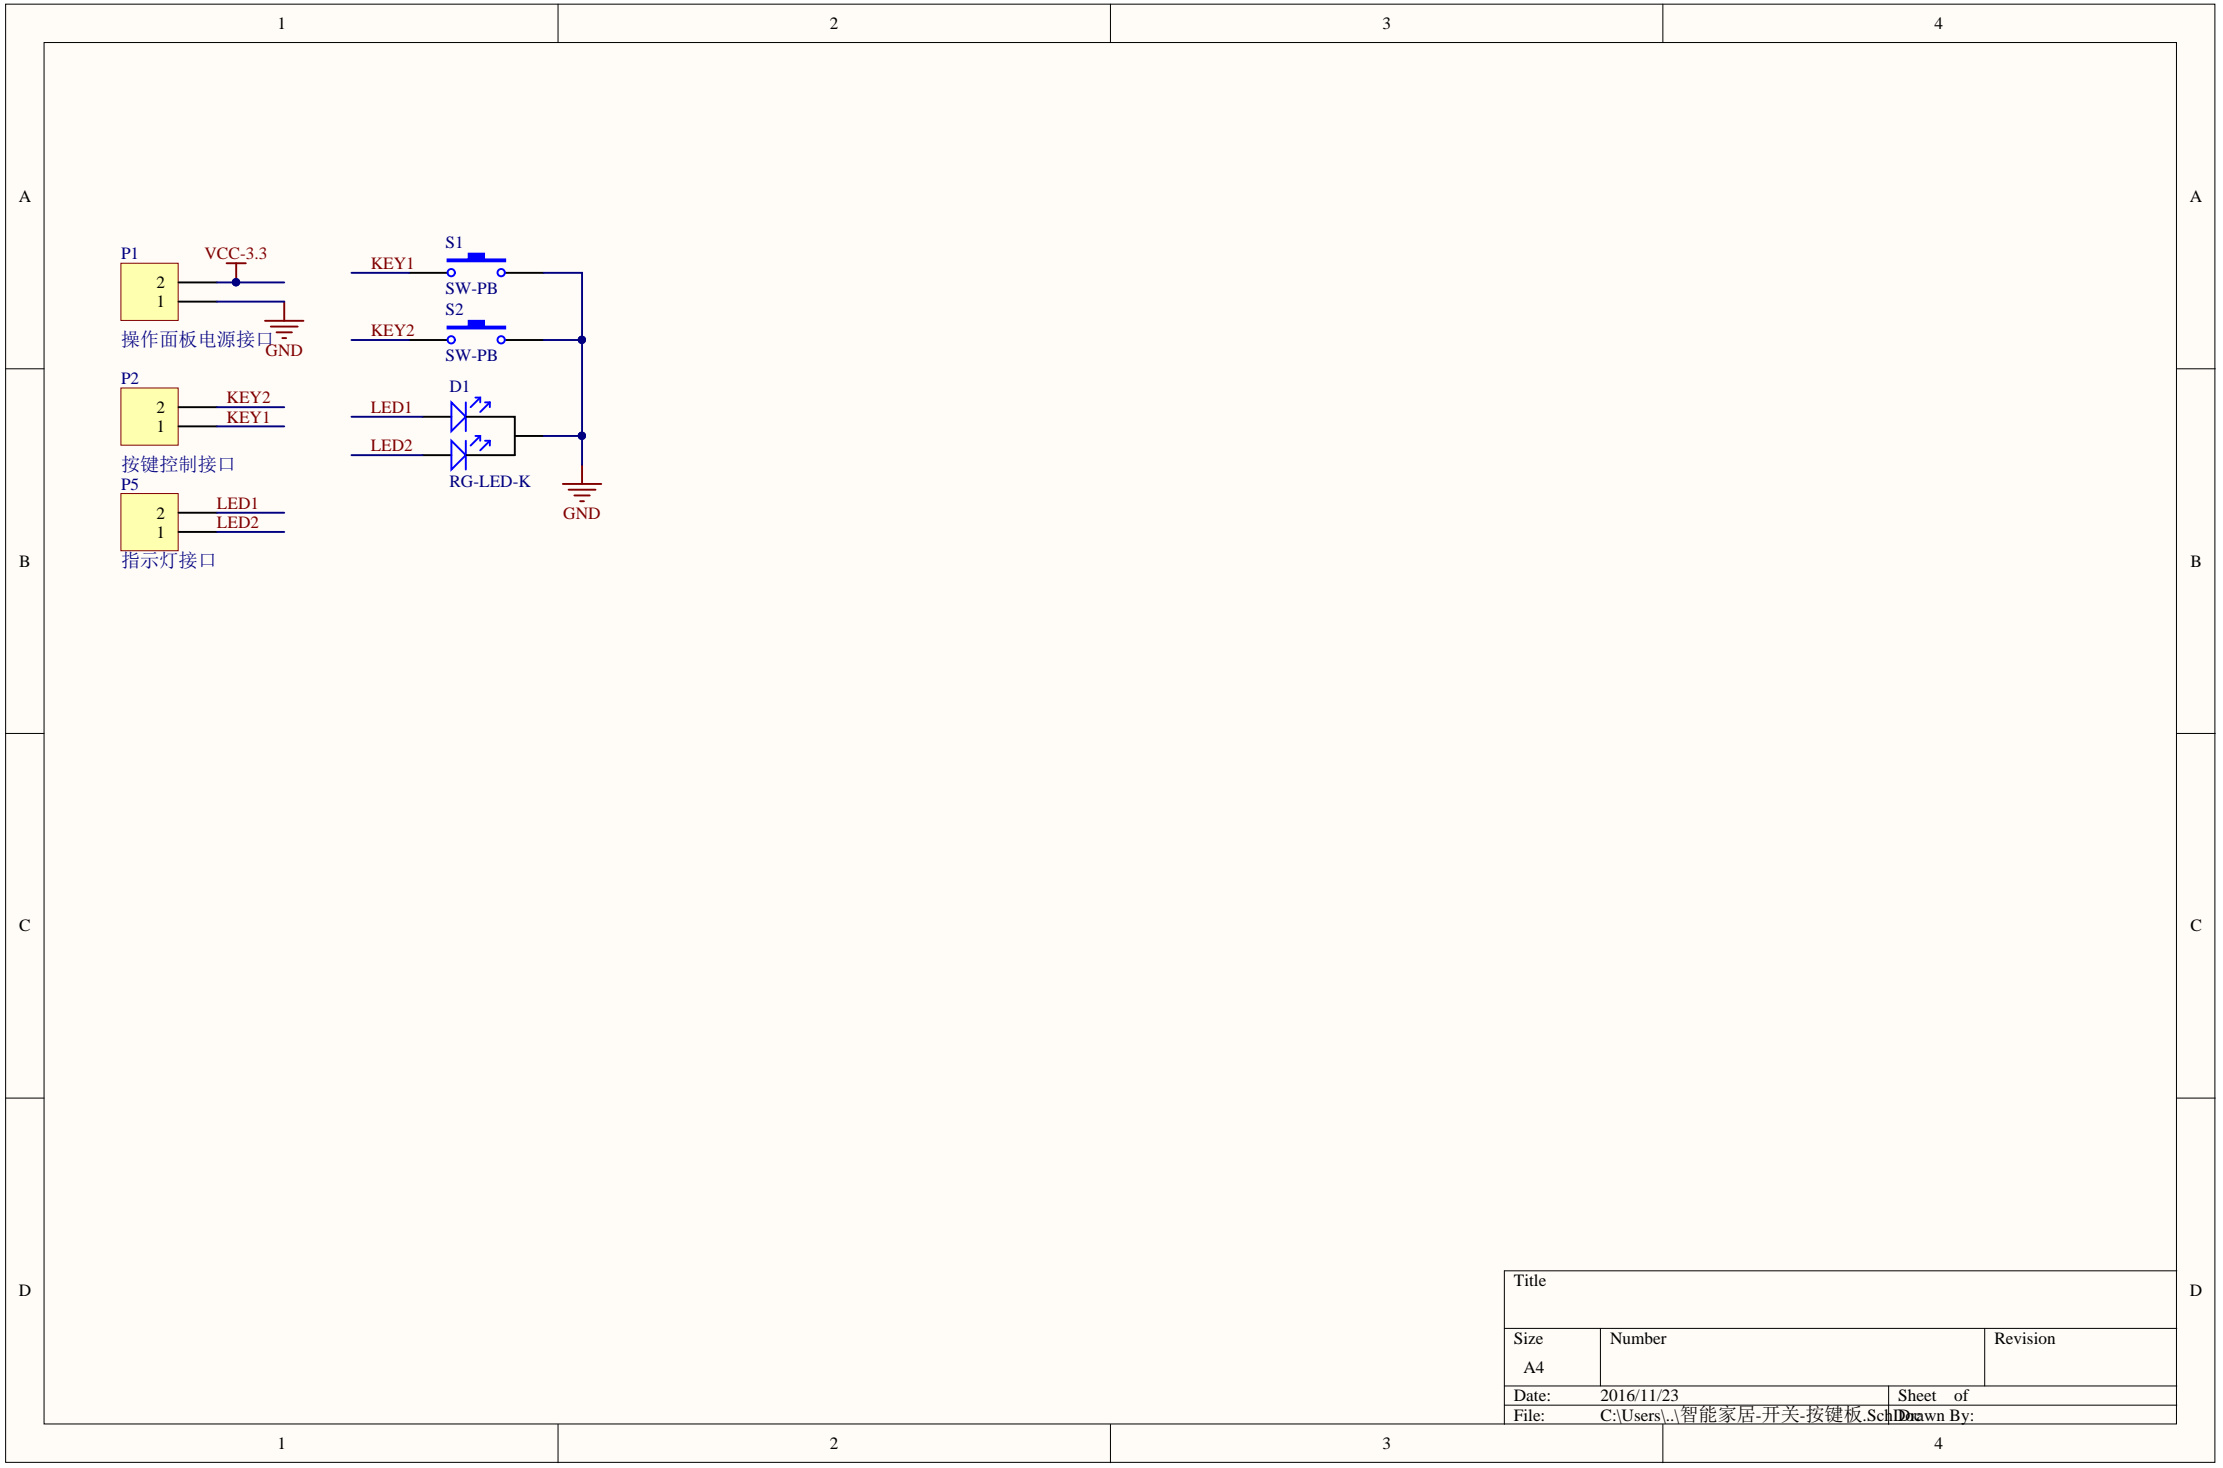 1 2 3 4
A A
P1
VCC-3.3
2
1
操作面板电源接口
GND
S1
KEY1
SW-PB
S2
KEY2
SW-PB
P2
2 KEY2
1 KEY1
按键控制接口
D1
LED1
LED2
RG-LED-K
GND
P5
2 LED1
1 LED2
指示灯接口
B B
C C
D D
Title
Size Number Revision
A4
Date: 2016/11/23 Sheet of
File: C:\Users\..\智能家居-开关-按键板.SchDoc Drawn By:
1 2 3 4